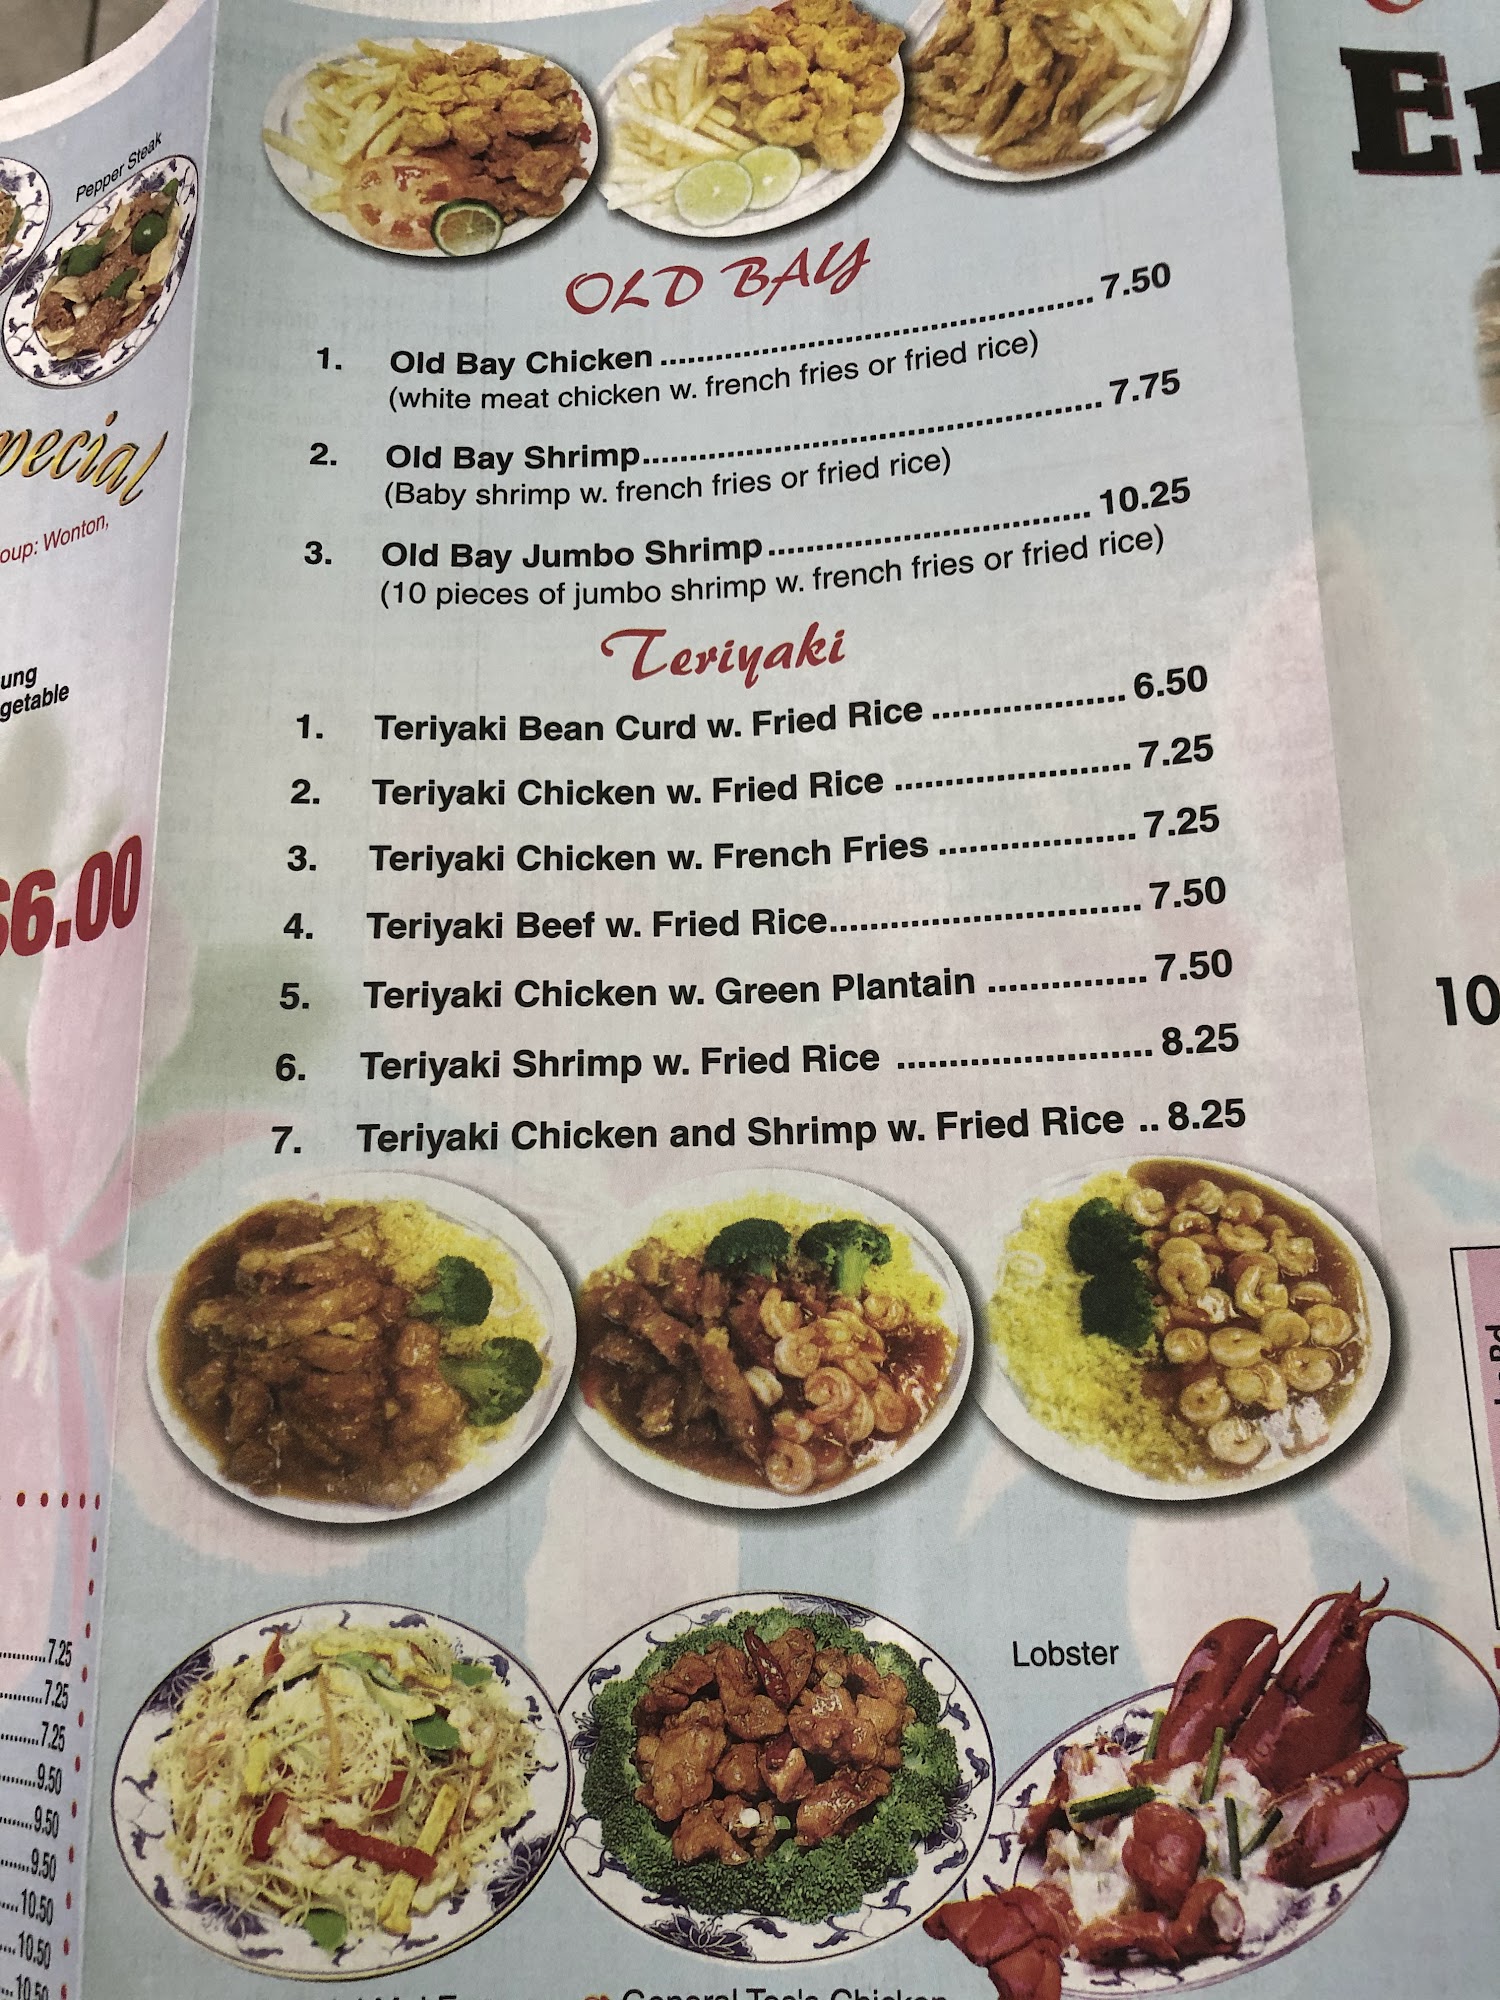 Pepper Steak
oup: Wonton,
ung
getable
6.00
7.25
7.25
7.25
9.50
9.50
9.50
10.50
10.50
10.50
OLD BAY
1. Old Bay Chicken 7.50
(white meat chicken w. french fries or fried rice)
2. Old Bay Shrimp 7.75
(Baby shrimp w. french fries or fried rice)
3. Old Bay Jumbo Shrimp 10.25
(10 pieces of jumbo shrimp w. french fries or fried rice)
Teriyaki
1. Teriyaki Bean Curd w. Fried Rice 6.50
2. Teriyaki Chicken w. Fried Rice 7.25
3. Teriyaki Chicken w. French Fries 7.25
4. Teriyaki Beef w. Fried Rice 7.50
5. Teriyaki Chicken w. Green Plantain 7.50
6. Teriyaki Shrimp w. Fried Rice 8.25
7. Teriyaki Chicken and Shrimp w. Fried Rice .. 8.25
Lobster
General Tso's Chicken
10